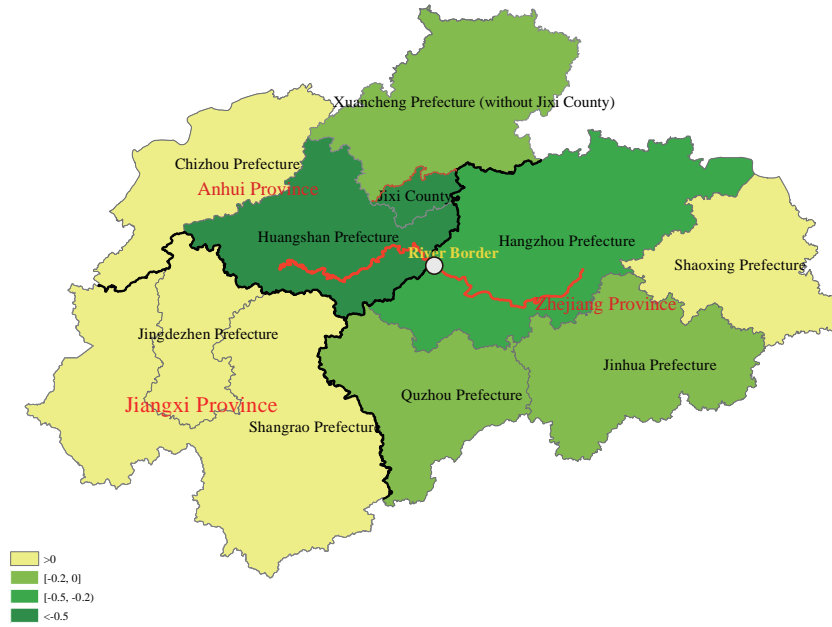 Xuancheng Prefecture (without Jixi County)
Chizhou Prefecture
Anhui Province
Jixi County
Huangshan Prefecture
Hangzhou Prefecture
River Border
Shaoxing Prefecture
Zhejiang Province
Jingdezhen Prefecture
Jinhua Prefecture
Quzhou Prefecture
Jiangxi Province
Shangrao Prefecture
>0
[-0.2, 0]
[-0.5, -0.2)
<-0.5